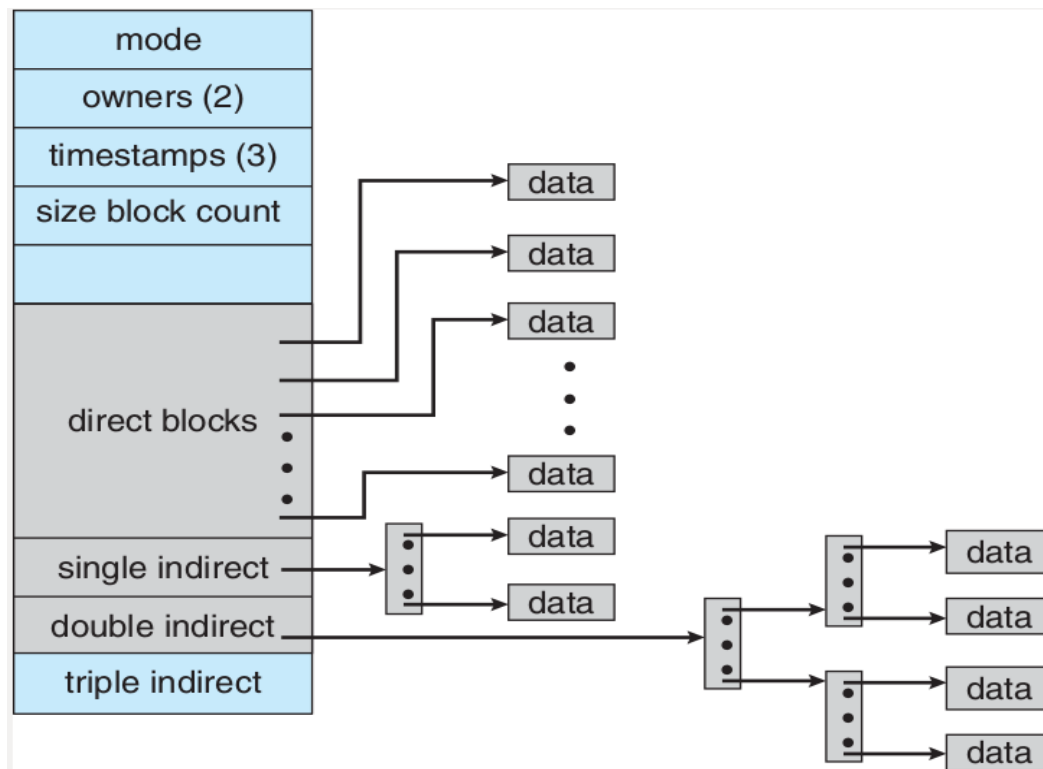 mode
owners (2)
timestamps (3)
size block count
direct blocks
single indirect
double indirect
triple indirect
data
data
data
data
data
data
data
data
data
data